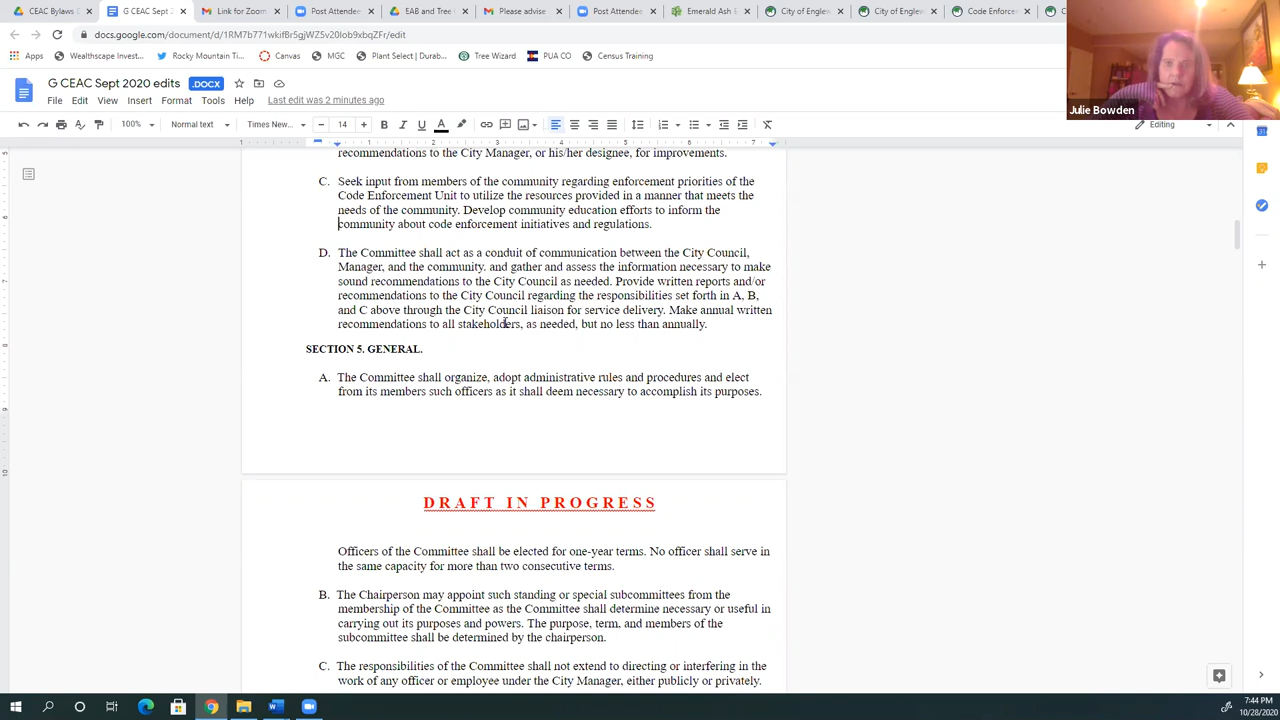 CEAC Bylaws E
G CEAC Sept 2
Link for Zoom
Post Attendee
EAB and Tree
Please advise
Post Attendee
Emerald Ash
City of Englew
City of Englew
Code Enforcer
docs.google.com/document/d/1RM7b771wkifBr5gjWZ5v20Iob9xbqZFr/edit
Apps
Wealthscape Invest...
Rocky Mountain Ti...
Canvas
MGC
Plant Select | Durab...
Tree Wizard
PUA CO
Census Training
Julie Bowden
G CEAC Sept 2020 edits
.DOCX
File Edit View Insert Format Tools Help Last edit was 2 minutes ago
100% Normal text Times New... 14 Editing
recommendations to the City Manager, or his/her designee, for improvements.
C. Seek input from members of the community regarding enforcement priorities of the
Code Enforcement Unit to utilize the resources provided in a manner that meets the
needs of the community. Develop community education efforts to inform the
community about code enforcement initiatives and regulations.
D. The Committee shall act as a conduit of communication between the City Council,
Manager, and the community. and gather and assess the information necessary to make
sound recommendations to the City Council as needed. Provide written reports and/or
recommendations to the City Council regarding the responsibilities set forth in A, B,
and C above through the City Council liaison for service delivery. Make annual written
recommendations to all stakeholders, as needed, but no less than annually.
SECTION 5. GENERAL.
A. The Committee shall organize, adopt administrative rules and procedures and elect
from its members such officers as it shall deem necessary to accomplish its purposes.
DRAFT IN PROGRESS
Officers of the Committee shall be elected for one-year terms. No officer shall serve in
the same capacity for more than two consecutive terms.
B. The Chairperson may appoint such standing or special subcommittees from the
membership of the Committee as the Committee shall determine necessary or useful in
carrying out its purposes and powers. The purpose, term, and members of the
subcommittee shall be determined by the chairperson.
C. The responsibilities of the Committee shall not extend to directing or interfering in the
work of any officer or employee under the City Manager, either publicly or privately.
7:44 PM
10/28/2020